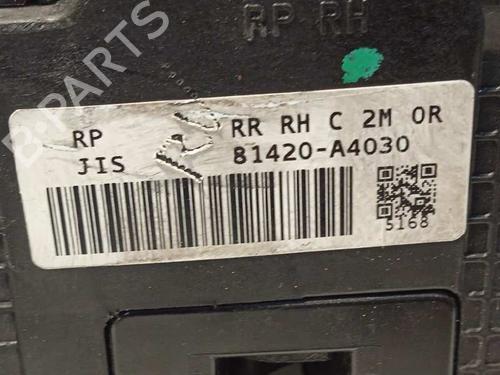 B-PARTS
RP RH
RP RR RH C 2M OR
JIS 81420-A4030
5168